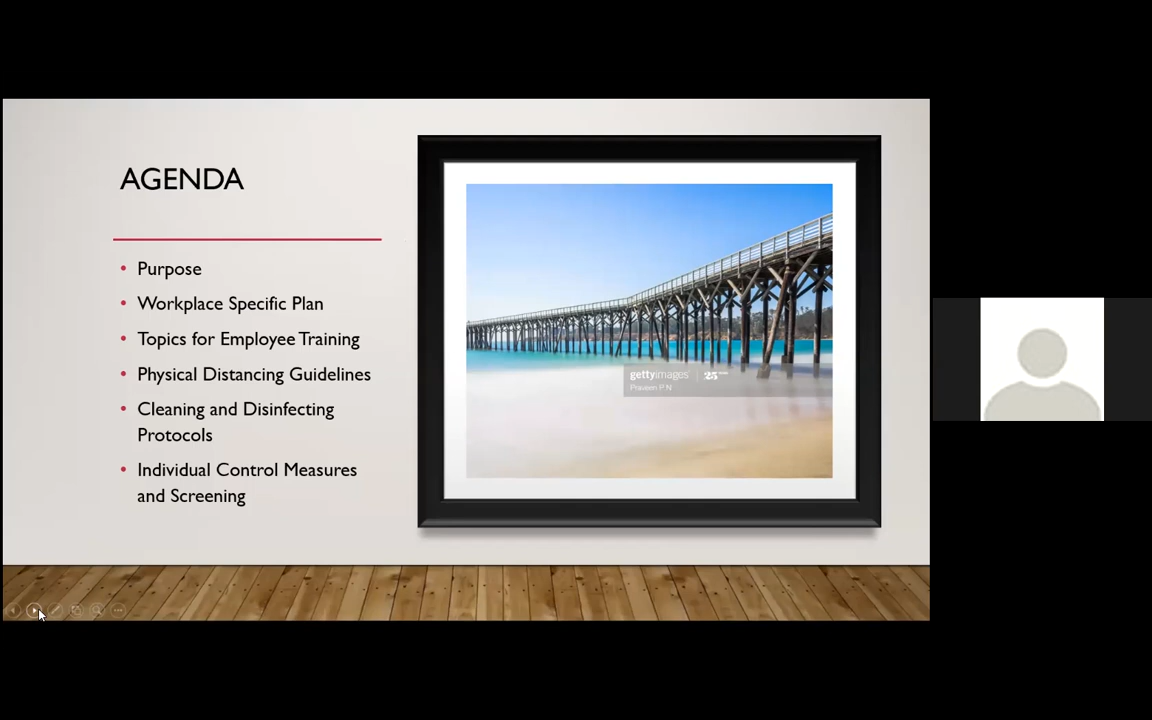 AGENDA
• Purpose
• Workplace Specific Plan
• Topics for Employee Training
• Physical Distancing Guidelines
• Cleaning and Disinfecting
Protocols
• Individual Control Measures
and Screening
gettyimages
Praveen P N
25